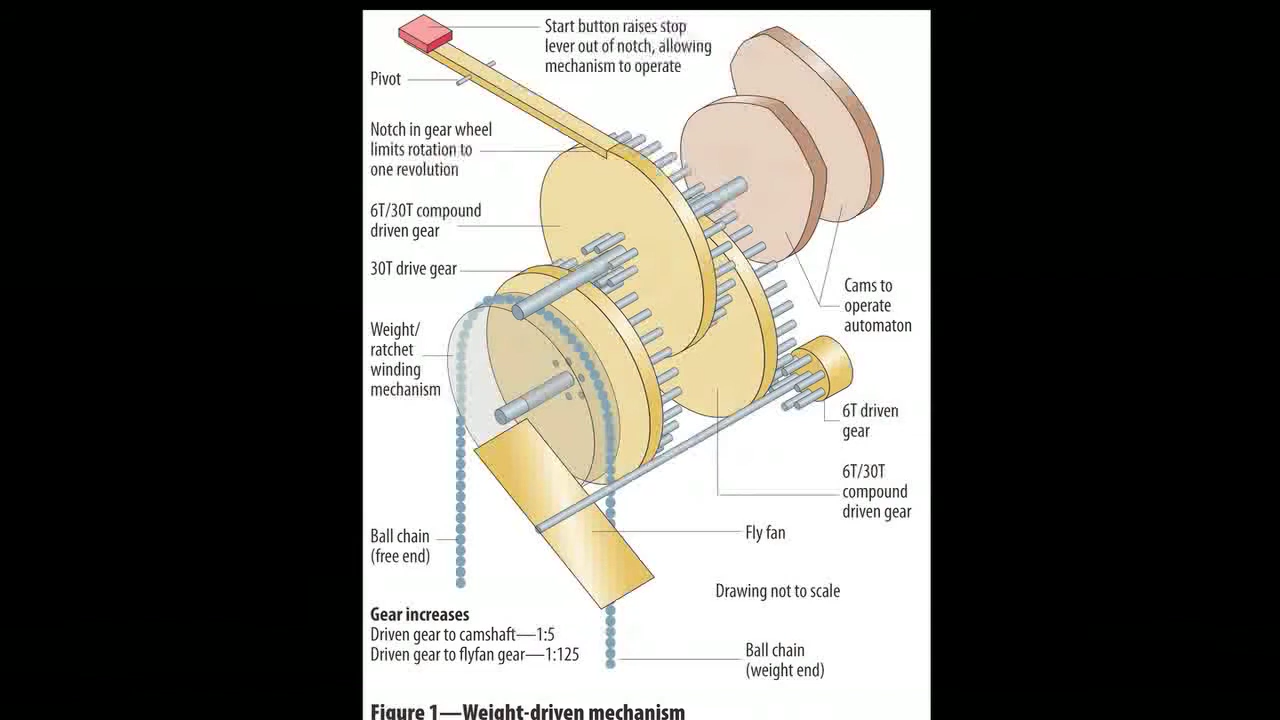 Start button raises stop
lever out of notch, allowing
mechanism to operate
Pivot
Notch in gear wheel
limits rotation to
one revolution
6T/30T compound
driven gear
30T drive gear
Weight/
ratchet
winding
mechanism
Cams to
operate
automaton
6T driven
gear
6T/30T
compound
driven gear
Ball chain
(free end)
Fly fan
Drawing not to scale
Gear increases
Driven gear to camshaft—1:5
Driven gear to flyfan gear—1:125
Ball chain
(weight end)
Figure 1—Weight-driven mechanism